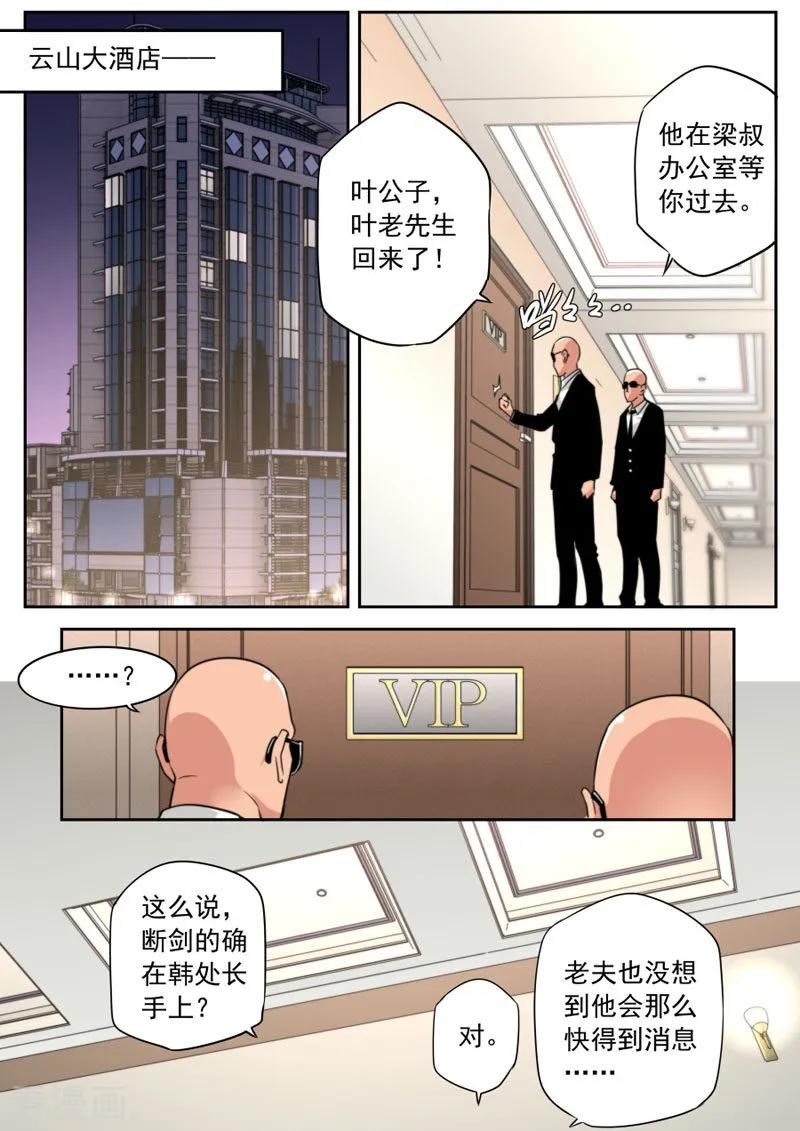 云山大酒店——
叶公子，
叶老先生
回来了！
他在梁叔
办公室等
你过去。
VIP
……？
VIP
这么说，
断剑的确
在韩处长
手上？
对。
老夫也没想
到他会那么
快得到消息
……